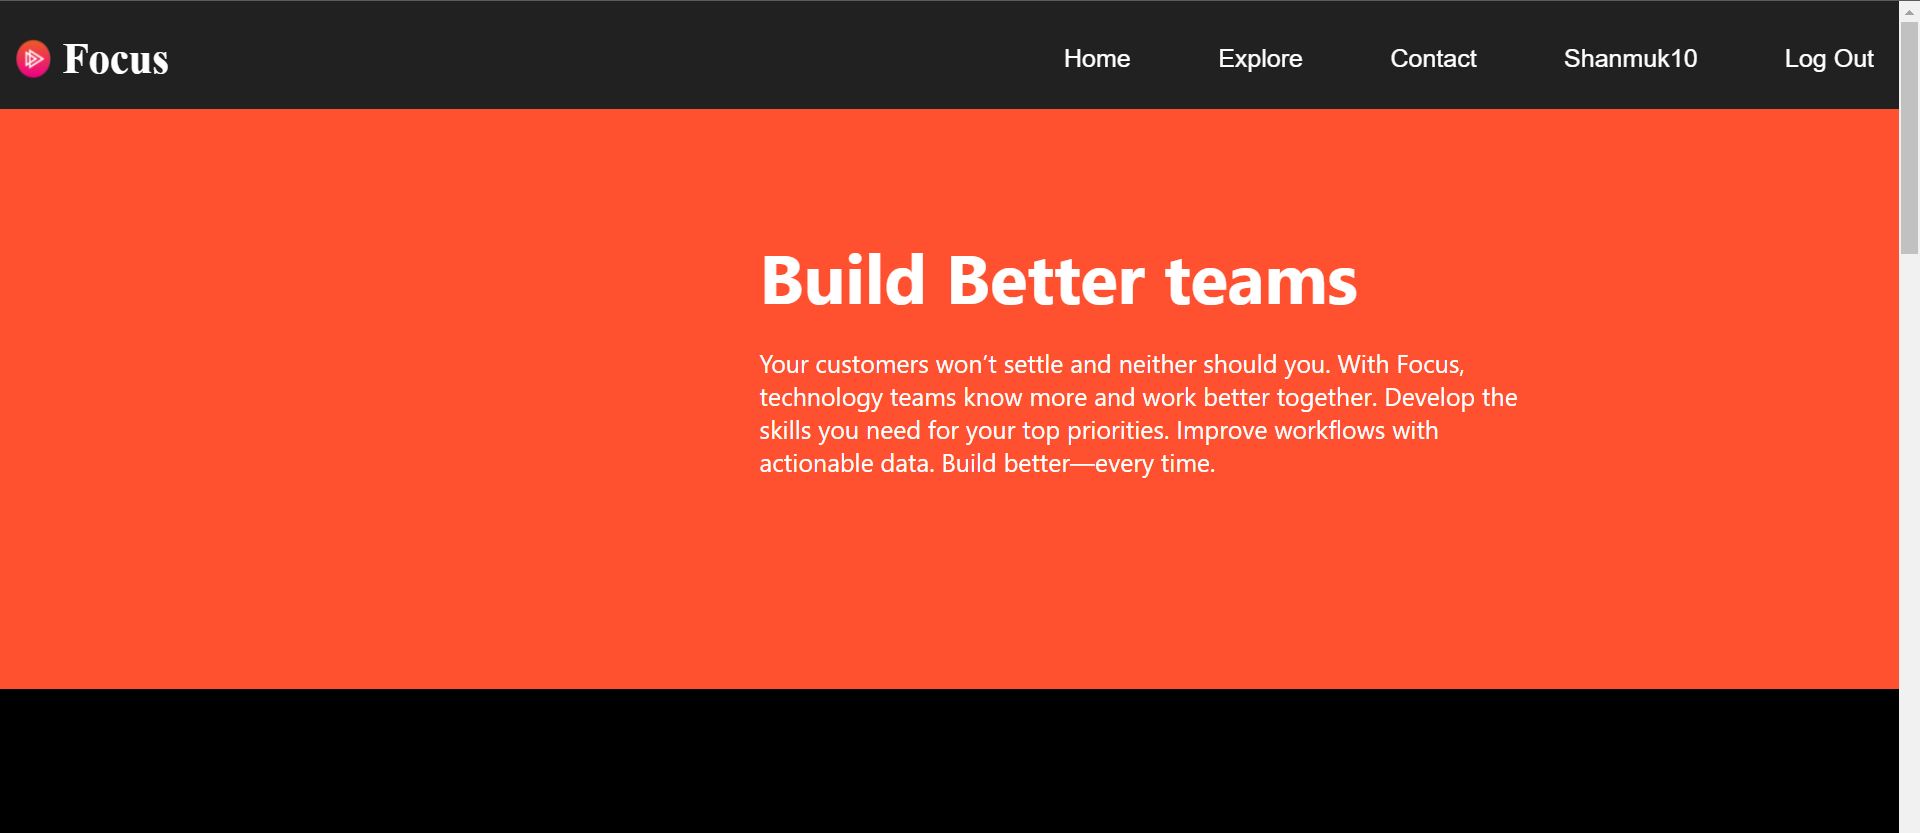 Focus
Home Explore Contact Shanmuk10 Log Out
Build Better teams
Your customers won’t settle and neither should you. With Focus,
technology teams know more and work better together. Develop the
skills you need for your top priorities. Improve workflows with
actionable data. Build better—every time.